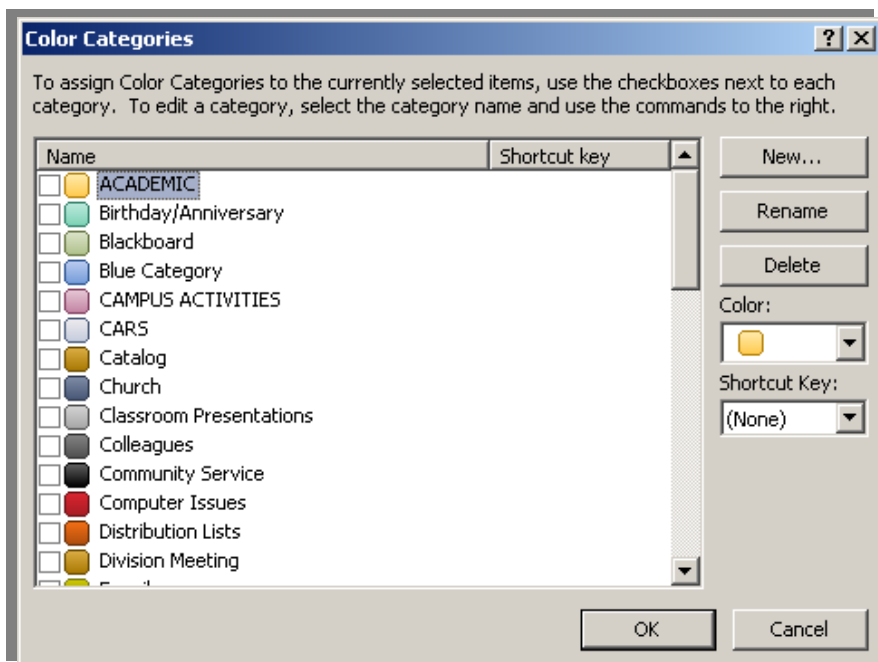 Color Categories
To assign Color Categories to the currently selected items, use the checkboxes next to each
category. To edit a category, select the category name and use the commands to the right.
Name Shortcut key
New...
ACADEMIC
Birthday/Anniversary
Rename
Blackboard
Blue Category
Delete
CAMPUS ACTIVITIES
Color:
CARS
Catalog
Church
Shortcut Key:
Classroom Presentations
(None)
Colleagues
Community Service
Computer Issues
Distribution Lists
Division Meeting
OK Cancel